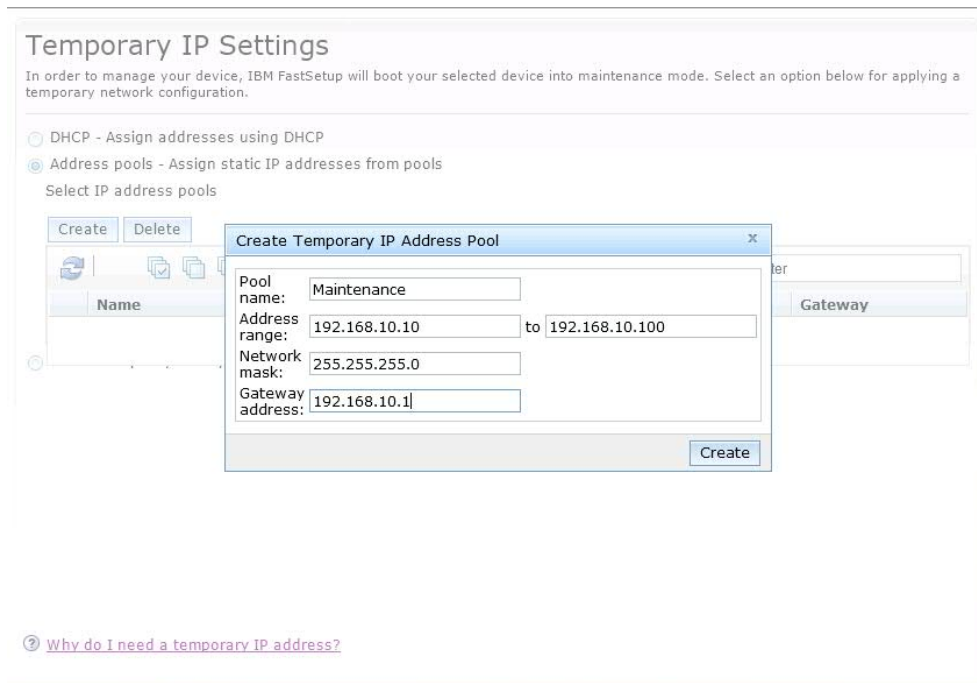 Temporary IP Settings
In order to manage your device, IBM FastSetup will boot your selected device into maintenance mode. Select an option below for applying a
temporary network configuration.
DHCP - Assign addresses using DHCP
Address pools - Assign static IP addresses from pools
Select IP address pools
Create Delete
Create Temporary IP Address Pool x
Name
Gateway
Pool
name: Maintenance
Address
range: 192.168.10.10 to 192.168.10.100
Network
mask: 255.255.255.0
Gateway
address: 192.168.10.1
Create
Why do I need a temporary IP address?